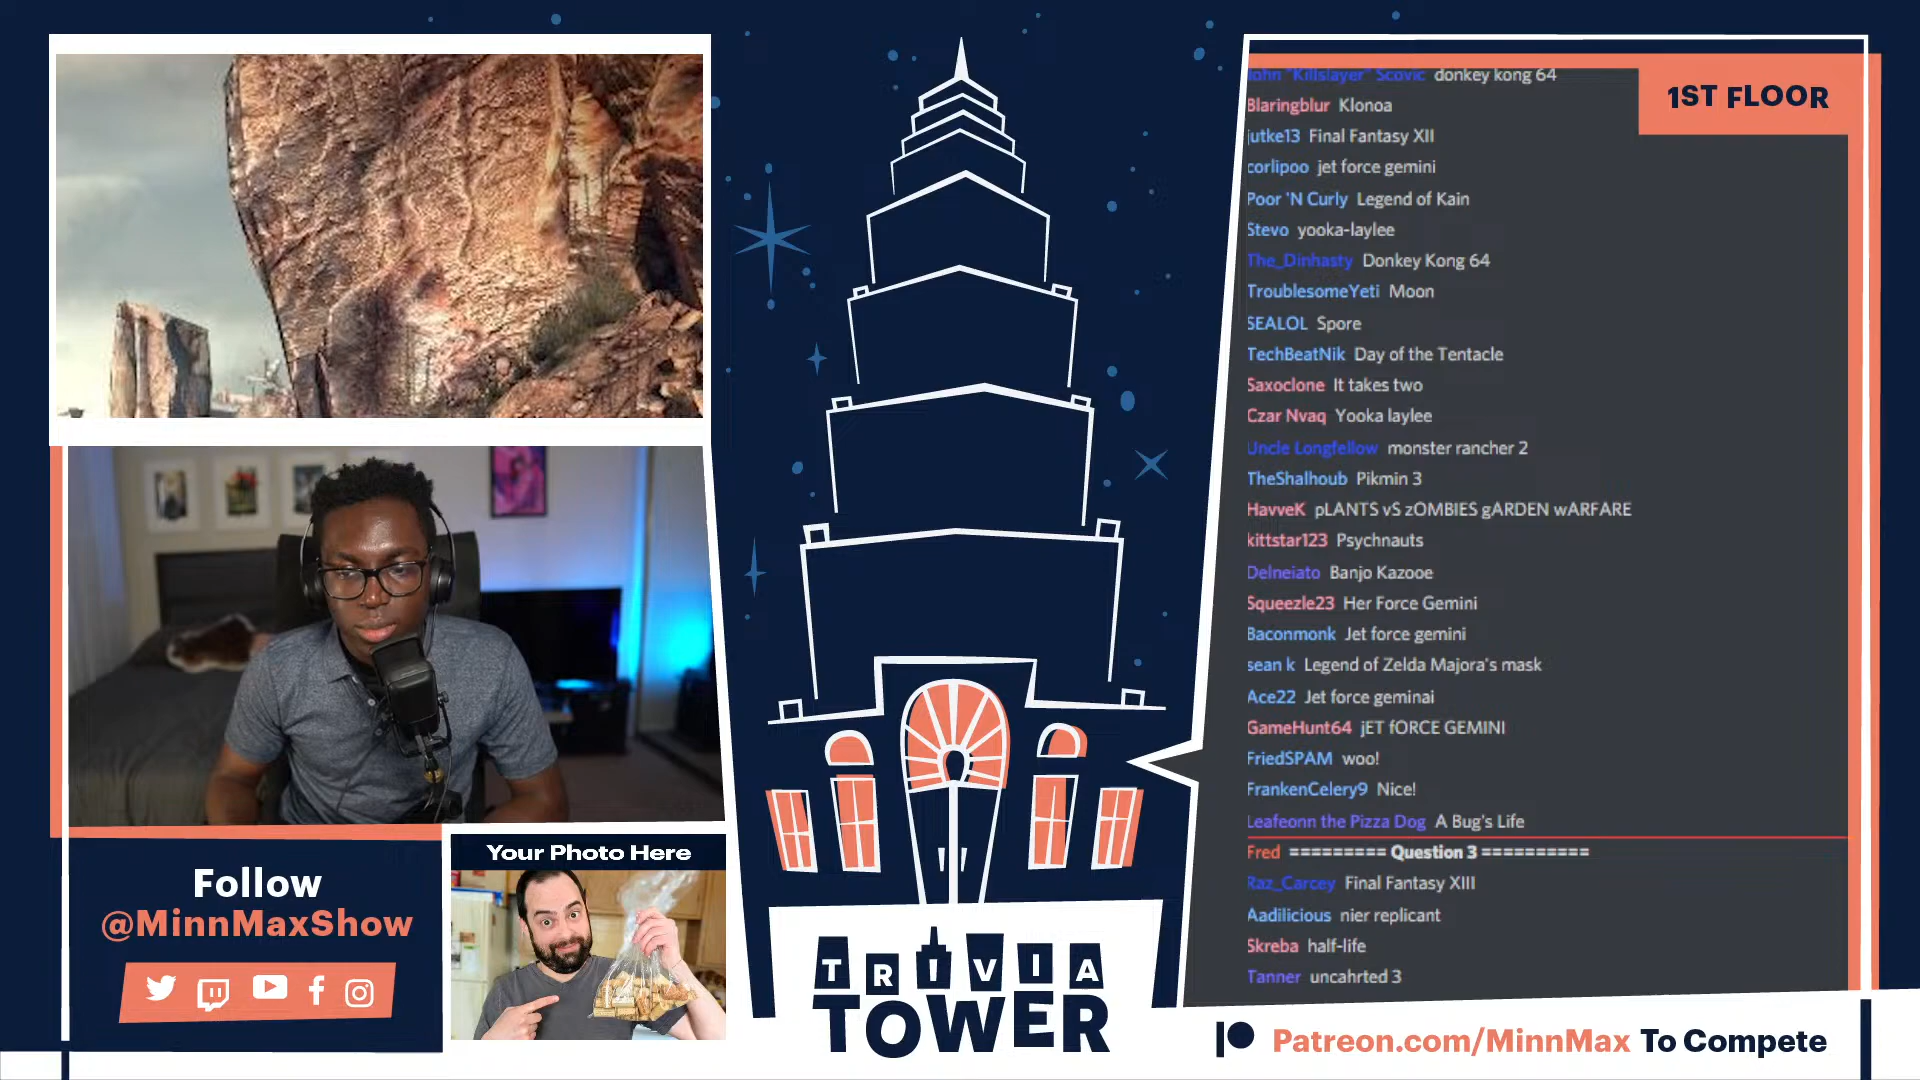 John "Killslayer" Scovic donkey kong 64
1ST FLOOR
Blaringblur Klonoa
jutke13 Final Fantasy XII
corlipoo jet force gemini
Poor 'N Curly Legend of Kain
Stevo yooka-laylee
The_Dinhasty Donkey Kong 64
TroublesomeYeti Moon
SEALOL Spore
TechBeatNik Day of the Tentacle
Saxoclone It takes two
Czar Nvaq Yooka laylee
Uncle Longfellow monster rancher 2
TheShalhoub Pikmin 3
HavveK pLANTS vS zOMBIES gARDEN wARFARE
kittstar123 Psychnauts
Delneiato Banjo Kazooe
Squeezle23 Her Force Gemini
Baconmonk Jet force gemini
sean k Legend of Zelda Majora's mask
Ace22 Jet force geminai
GameHunt64 jET fORCE GEMINI
FriedSPAM woo!
FrankenCelery9 Nice!
Leafeonn the Pizza Dog A Bug's Life
Fred ========= Question 3 ==========
Raz_Carcey Final Fantasy XIII
Aadilicious nier replicant
Skreba half-life
Tanner uncahrted 3
Follow
@MinnMaxShow
Your Photo Here
TRIVIA
TOWER
Patreon.com/MinnMax To Compete